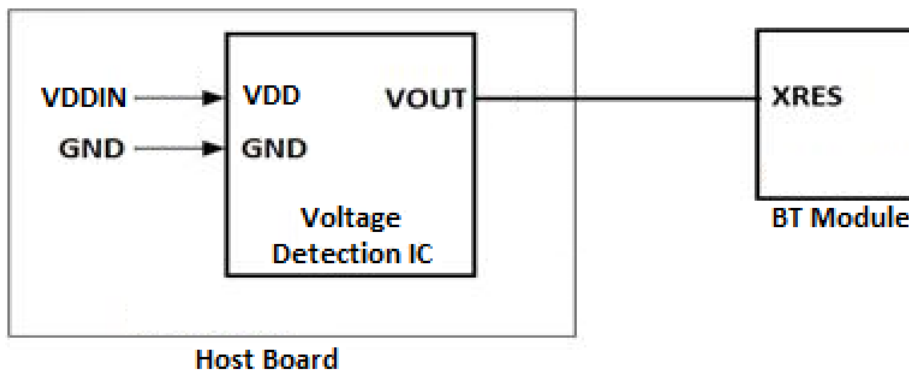 VDDIN
VDD
VOUT
XRES
GND
GND
Voltage
Detection IC
BT Module
Host Board